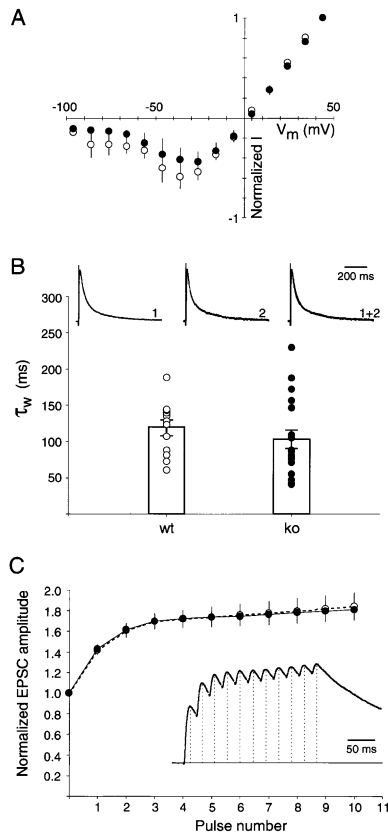 A
1
-100
-50
50
Vm (mV)
Normalized I
-1
B
200 ms
1
2
1+2
300
250
200
150
100
50
τw (ms)
wt
ko
C
2.0
1.8
1.6
1.4
1.2
1.0
0.8
0.6
0.4
0.2
Normalized EPSC amplitude
50 ms
1 2 3 4 5 6 7 8 9 10 11
Pulse number